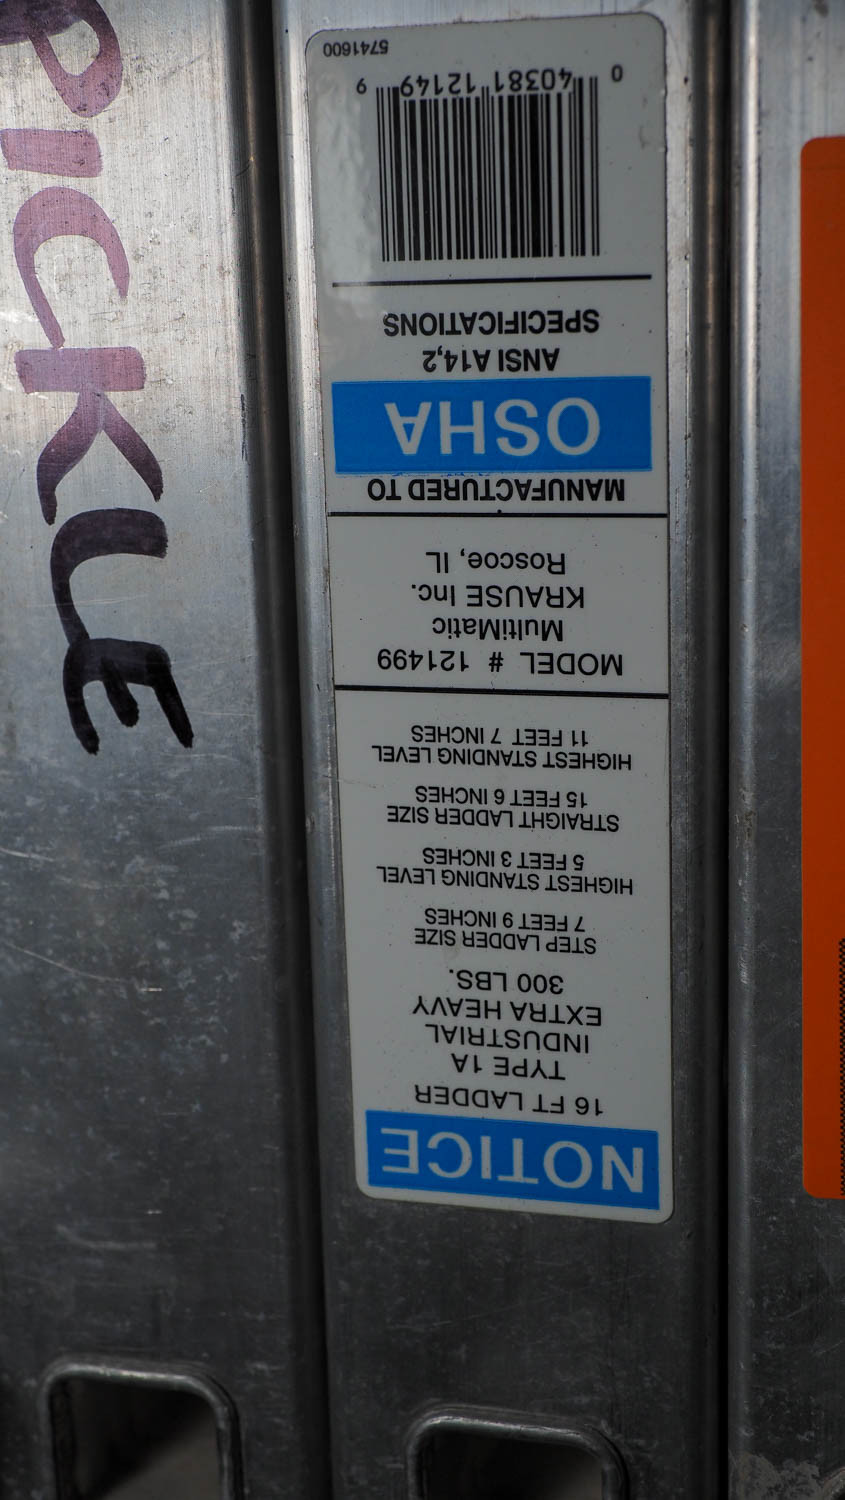 PICKLE
NOTICE
16 FT LADDER
TYPE 1A
INDUSTRIAL
EXTRA HEAVY
300 LBS.
STEP LADDER SIZE
7 FEET 9 INCHES
HIGHEST STANDING LEVEL
5 FEET 3 INCHES
STRAIGHT LADDER SIZE
15 FEET 6 INCHES
HIGHEST STANDING LEVEL
11 FEET 7 INCHES
MODEL # 121499
MultiMatic
KRAUSE Inc.
Roscoe, IL
MANUFACTURED TO
OSHA
ANSI A14,2
SPECIFICATIONS
0 40381 12149 9
5741600